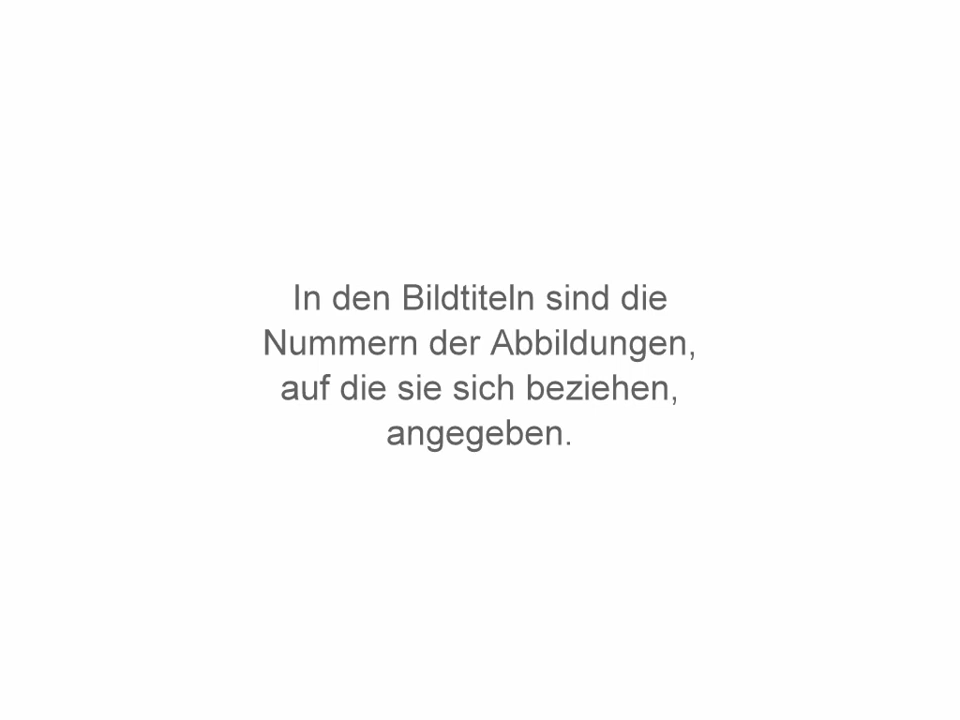 In den Bildtiteln sind die
Nummern der Abbildungen,
auf die sie sich beziehen,
angegeben.